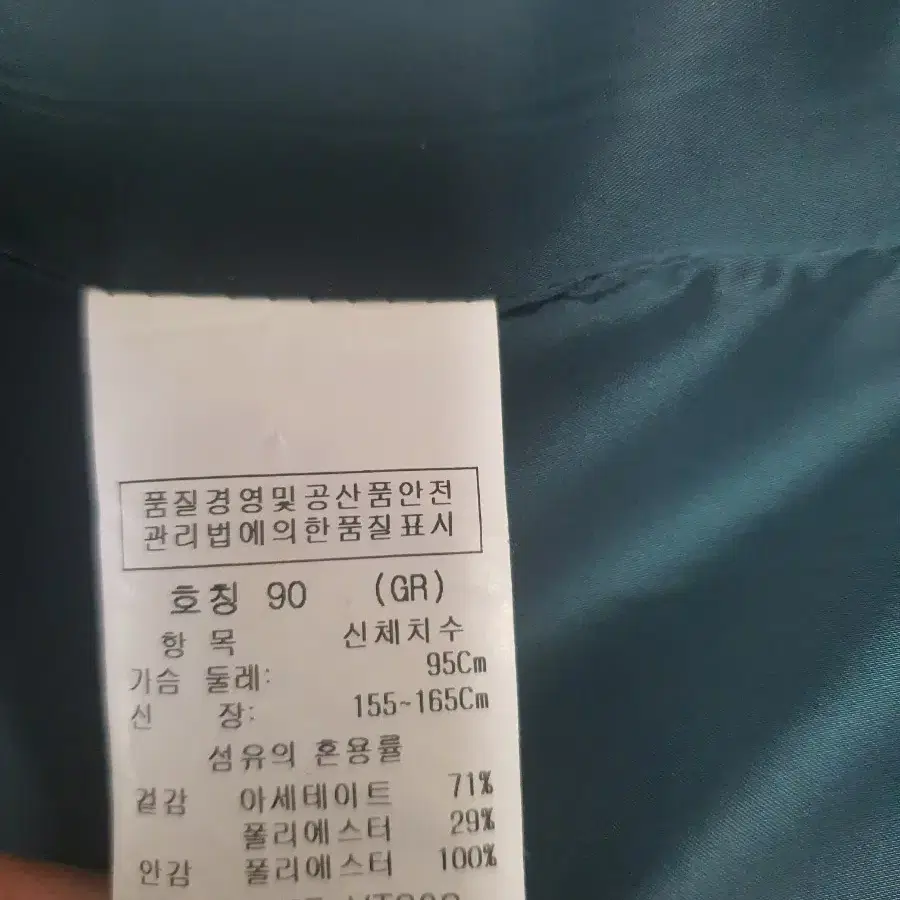 품질경영및공산품안전
관리법에의한품질표시
호칭 90 (GR)
항 목 신체치수
가슴 둘레: 95Cm
신 장: 155~165Cm
섬유의 혼용률
겉감 아세테이트 71%
폴리에스터 29%
안감 폴리에스터 100%